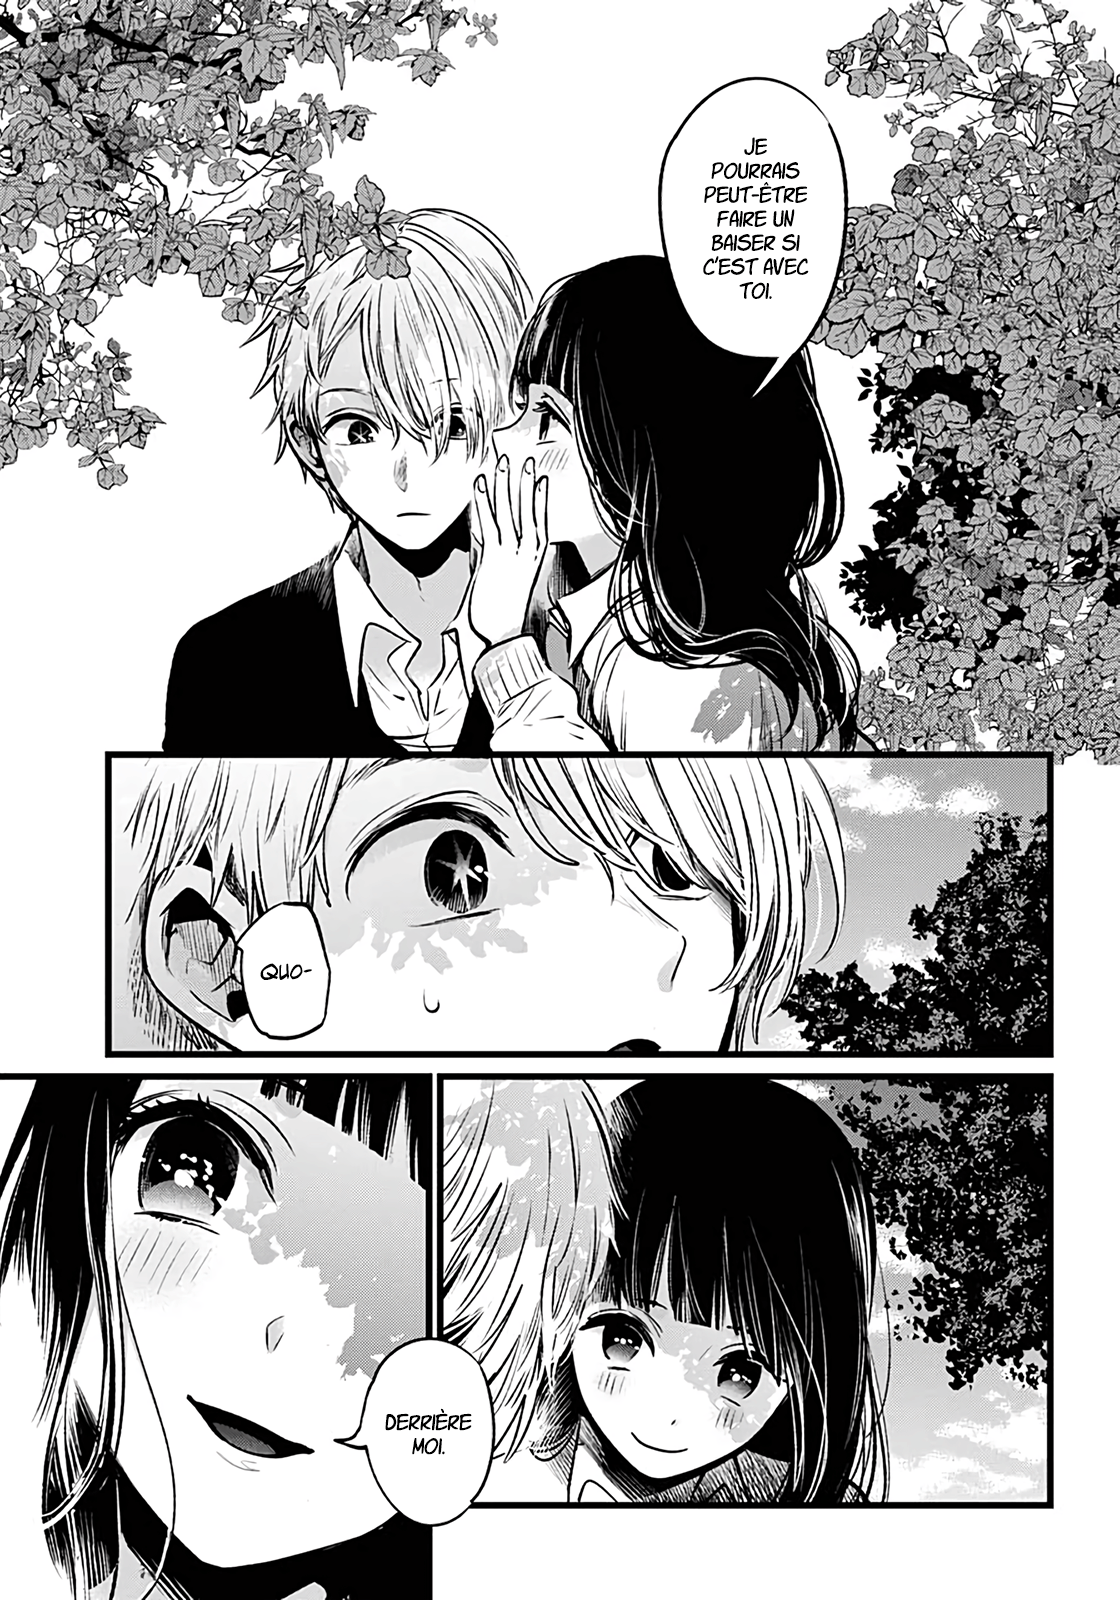 JE
POURRAIS
PEUT-ÊTRE
FAIRE UN
BAISER SI
C'EST AVEC
TOI.
QUO-
DERRIÈRE
MOI.